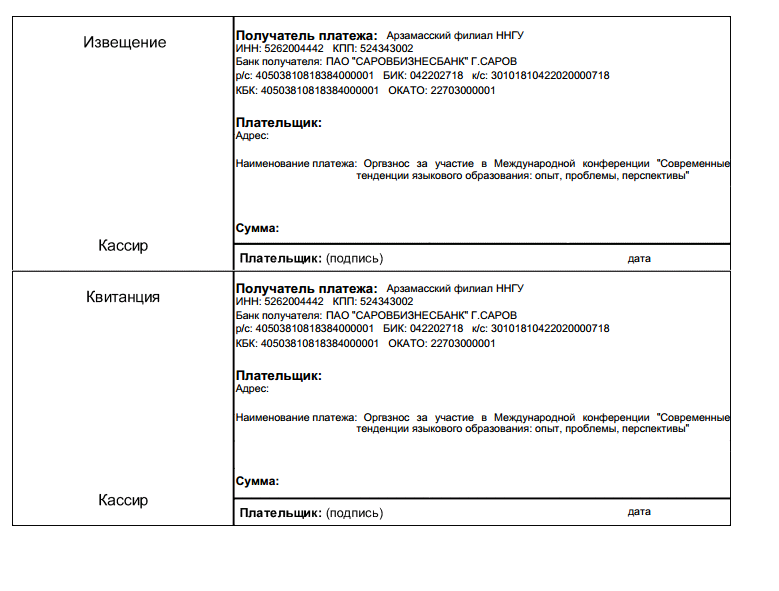 Извещение
Получатель платежа: Арзамасский филиал ННГУ
ИНН: 5262004442 КПП: 524343002
Банк получателя: ПАО "САРОВБИЗНЕСБАНК" Г.САРОВ
р/с: 40503810818384000001 БИК: 042202718 к/с: 30101810422020000718
КБК: 40503810818384000001 ОКАТО: 22703000001
Плательщик:
Адрес:
Наименование платежа: Оргвзнос за участие в Международной конференции "Современные
тенденции языкового образования: опыт, проблемы, перспективы"
Сумма:
Кассир
Плательщик: (подпись) дата
Квитанция
Получатель платежа: Арзамасский филиал ННГУ
ИНН: 5262004442 КПП: 524343002
Банк получателя: ПАО "САРОВБИЗНЕСБАНК" Г.САРОВ
р/с: 40503810818384000001 БИК: 042202718 к/с: 30101810422020000718
КБК: 40503810818384000001 ОКАТО: 22703000001
Плательщик:
Адрес:
Наименование платежа: Оргвзнос за участие в Международной конференции "Современные
тенденции языкового образования: опыт, проблемы, перспективы"
Сумма:
Кассир
Плательщик: (подпись) дата